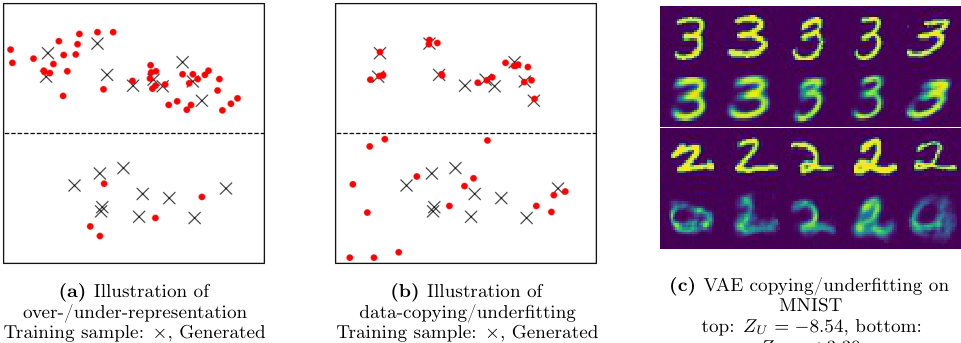 (a) Illustration of
over-/under-representation
Training sample: ×, Generated
(b) Illustration of
data-copying/underfitting
Training sample: ×, Generated
(c) VAE copying/underfitting on
MNIST
top: Z_U = −8.54, bottom: